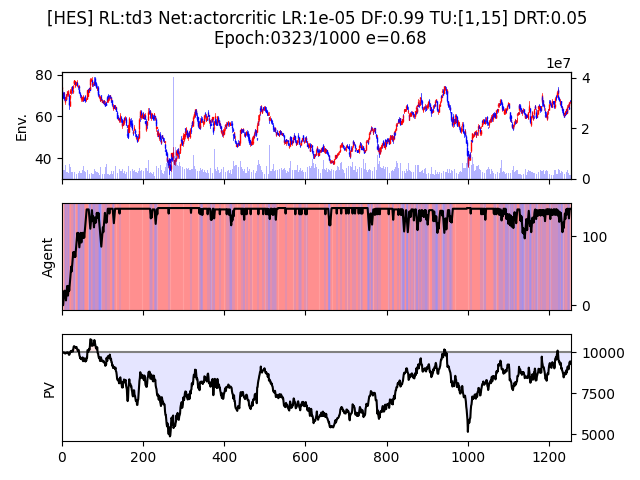 [HES] RL:td3 Net:actorcritic LR:1e-05 DF:0.99 TU:[1,15] DRT:0.05
Epoch:0323/1000 e=0.68
1e7
80
60
40
Env.
4
2
0
Agent
100
0
PV
10000
7500
5000
0 200 400 600 800 1000 1200